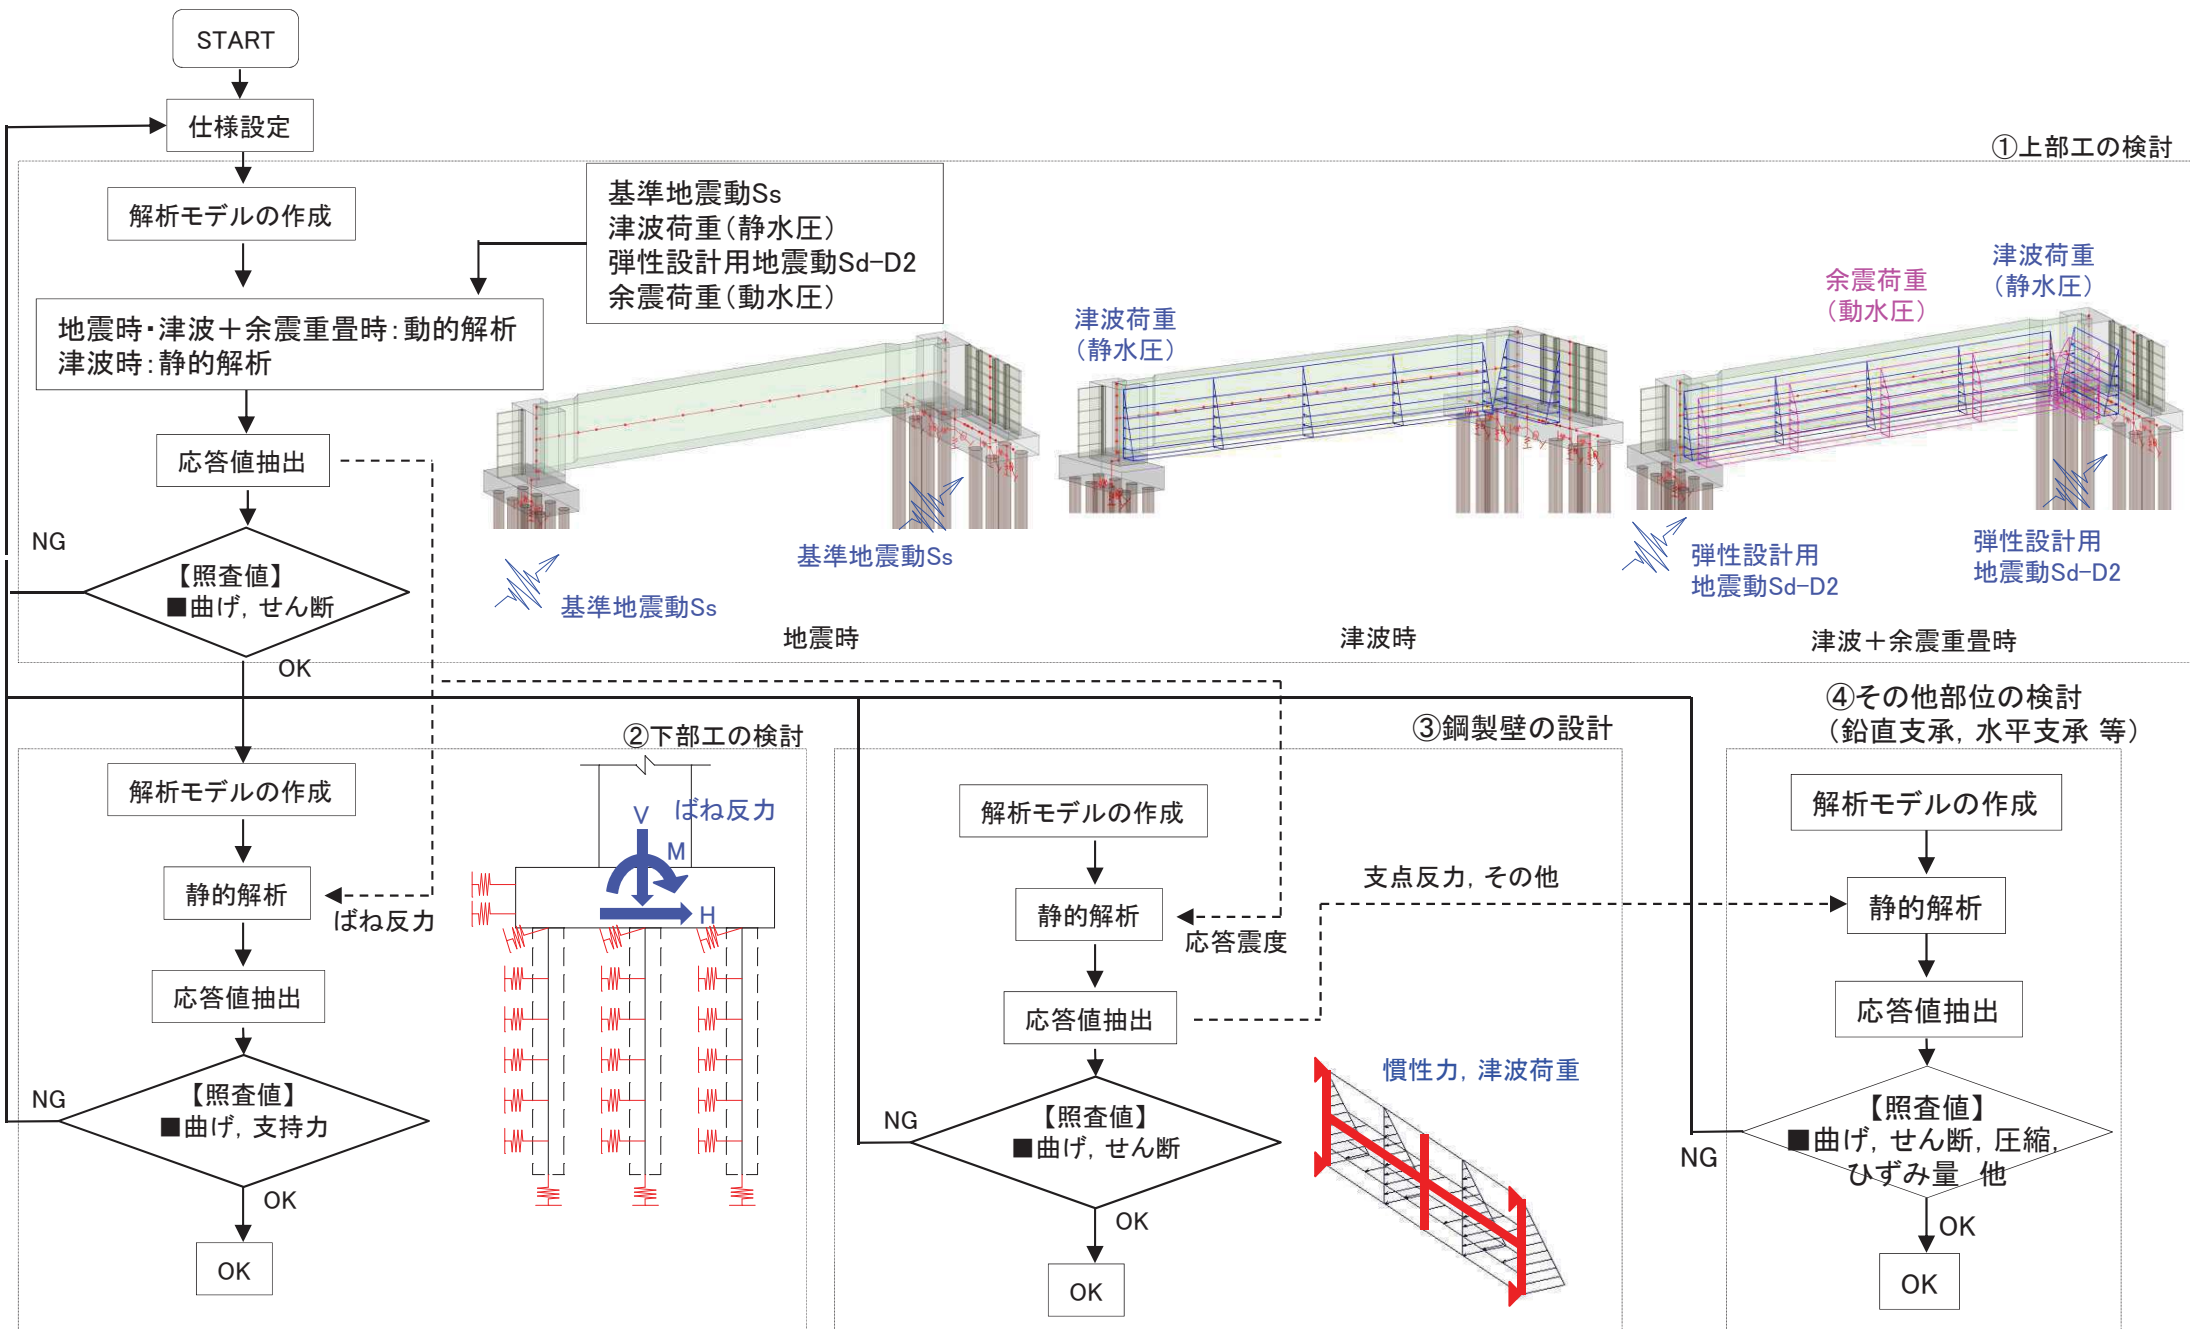 START
仕様設定
①上部工の検討
解析モデルの作成
基準地震動Ss
津波荷重(静水圧)
弾性設計用地震動Sd-D2
余震荷重(動水圧)
地震時・津波+余震重畳時:動的解析
津波時:静的解析
応答値抽出
NG
【照査値】
■曲げ, せん断
OK
基準地震動Ss
基準地震動Ss
地震時
津波荷重
(静水圧)
津波時
余震荷重
(動水圧)
津波荷重
(静水圧)
弾性設計用
地震動Sd-D2
弾性設計用
地震動Sd-D2
津波+余震重畳時
②下部工の検討
解析モデルの作成
静的解析
ばね反力
応答値抽出
NG
【照査値】
■曲げ, 支持力
OK
OK
V
ばね反力
M
H
③鋼製壁の設計
解析モデルの作成
静的解析
応答震度
応答値抽出
支点反力, その他
NG
【照査値】
■曲げ, せん断
OK
OK
慣性力, 津波荷重
④その他部位の検討
(鉛直支承, 水平支承 等)
解析モデルの作成
静的解析
応答値抽出
NG
【照査値】
■曲げ, せん断, 圧縮,
ひずみ量 他
OK
OK